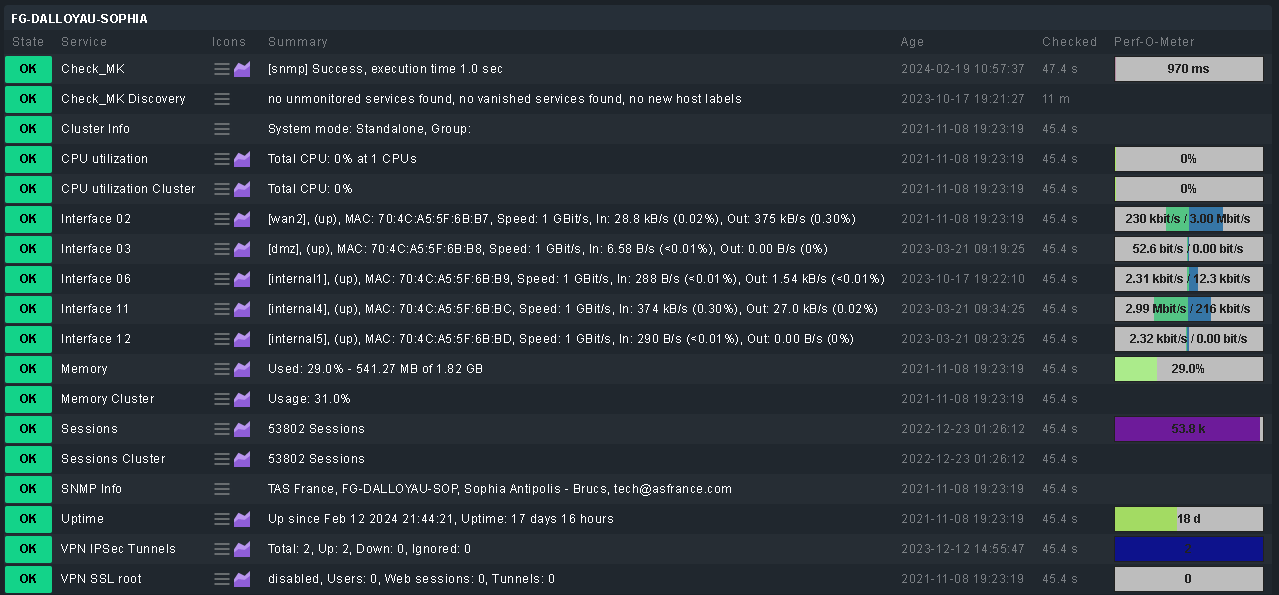 FG-DALLOYAU-SOPHIA
State Service Icons Summary Age Checked Perf-O-Meter
OK Check_MK [snmp] Success, execution time 1.0 sec 2024-02-19 10:57:37 47.4 s 970 ms
OK Check_MK Discovery no unmonitored services found, no vanished services found, no new host labels 2023-10-17 19:21:27 11 m
OK Cluster Info System mode: Standalone, Group: 2021-11-08 19:23:19 45.4 s
OK CPU utilization Total CPU: 0% at 1 CPUs 2021-11-08 19:23:19 45.4 s 0%
OK CPU utilization Cluster Total CPU: 0% 2021-11-08 19:23:19 45.4 s 0%
OK Interface 02 [wan2], (up), MAC: 70:4C:A5:5F:6B:B7, Speed: 1 GBit/s, In: 28.8 kB/s (0.02%), Out: 375 kB/s (0.30%) 2021-11-08 19:23:19 45.4 s 230 kbit/s / 3.00 Mbit/s
OK Interface 03 [dmz], (up), MAC: 70:4C:A5:5F:6B:B8, Speed: 1 GBit/s, In: 6.58 B/s (<0.01%), Out: 0.00 B/s (0%) 2023-03-21 09:19:25 45.4 s 52.6 bit/s / 0.00 bit/s
OK Interface 06 [internal1], (up), MAC: 70:4C:A5:5F:6B:B9, Speed: 1 GBit/s, In: 288 B/s (<0.01%), Out: 1.54 kB/s (<0.01%) 2023-10-17 19:22:10 45.4 s 2.31 kbit/s / 12.3 kbit/s
OK Interface 11 [internal4], (up), MAC: 70:4C:A5:5F:6B:BC, Speed: 1 GBit/s, In: 374 kB/s (0.30%), Out: 27.0 kB/s (0.02%) 2023-03-21 09:34:25 45.4 s 2.99 Mbit/s / 216 kbit/s
OK Interface 12 [internal5], (up), MAC: 70:4C:A5:5F:6B:BD, Speed: 1 GBit/s, In: 290 B/s (<0.01%), Out: 0.00 B/s (0%) 2023-03-21 09:23:25 45.4 s 2.32 kbit/s / 0.00 bit/s
OK Memory Used: 29.0% - 541.27 MB of 1.82 GB 2021-11-08 19:23:19 45.4 s 29.0%
OK Memory Cluster Usage: 31.0% 2021-11-08 19:23:19 45.4 s
OK Sessions 53802 Sessions 2022-12-23 01:26:12 45.4 s 53.8 k
OK Sessions Cluster 53802 Sessions 2022-12-23 01:26:12 45.4 s
OK SNMP Info TAS France, FG-DALLOYAU-SOP, Sophia Antipolis - Brucs, tech@asfrance.com 2021-11-08 19:23:19 45.4 s
OK Uptime Up since Feb 12 2024 21:44:21, Uptime: 17 days 16 hours 2021-11-08 19:23:19 45.4 s 18 d
OK VPN IPSec Tunnels Total: 2, Up: 2, Down: 0, Ignored: 0 2023-12-12 14:55:47 45.4 s 2
OK VPN SSL root disabled, Users: 0, Web sessions: 0, Tunnels: 0 2021-11-08 19:23:19 45.4 s 0